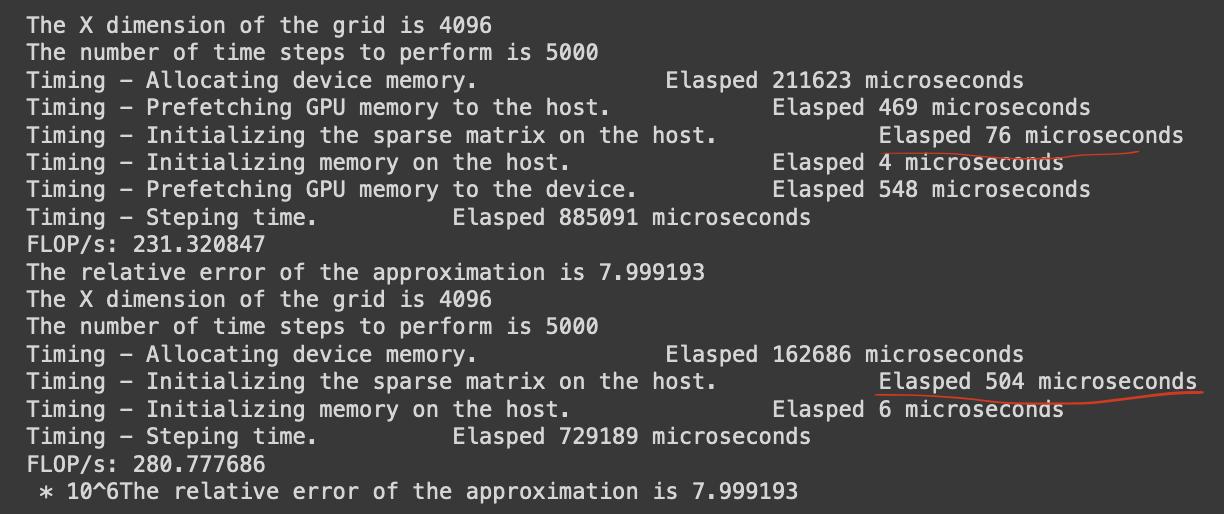 The X dimension of the grid is 4096
The number of time steps to perform is 5000
Timing - Allocating device memory. Elasped 211623 microseconds
Timing - Prefetching GPU memory to the host. Elasped 469 microseconds
Timing - Initializing the sparse matrix on the host. Elasped 76 microseconds
Timing - Initializing memory on the host. Elasped 4 microseconds
Timing - Prefetching GPU memory to the device. Elasped 548 microseconds
Timing - Steping time. Elasped 885091 microseconds
FLOP/s: 231.320847
The relative error of the approximation is 7.999193
The X dimension of the grid is 4096
The number of time steps to perform is 5000
Timing - Allocating device memory. Elasped 162686 microseconds
Timing - Initializing the sparse matrix on the host. Elasped 504 microseconds
Timing - Initializing memory on the host. Elasped 6 microseconds
Timing - Steping time. Elasped 729189 microseconds
FLOP/s: 280.777686
* 10^6The relative error of the approximation is 7.999193